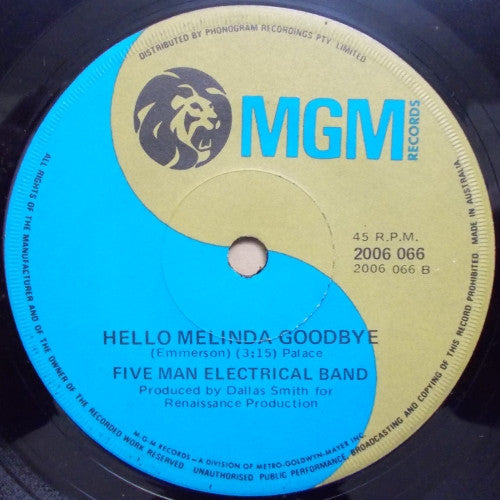 DISTRIBUTED BY PHONOGRAM RECORDINGS PTY. LIMITED
MGM
RECORDS
45 R.P.M.
2006 066
2006 066 B
HELLO MELINDA GOODBYE
(Emmerson) (3;15) Palace
FIVE MAN ELECTRICAL BAND
Produced by Dallas Smith for
Renaissance Production
M.G.M RECORDS—A DIVISION OF METRO-GOLDWYN-MAYER INC.
ALL RIGHTS OF THE MANUFACTURER AND OF THE OWNER OF THE RECORDED WORK RESERVED. UNAUTHORISED PUBLIC PERFORMANCE, BROADCASTING AND COPYING OF THIS RECORD PROHIBITED. MADE IN AUSTRALIA